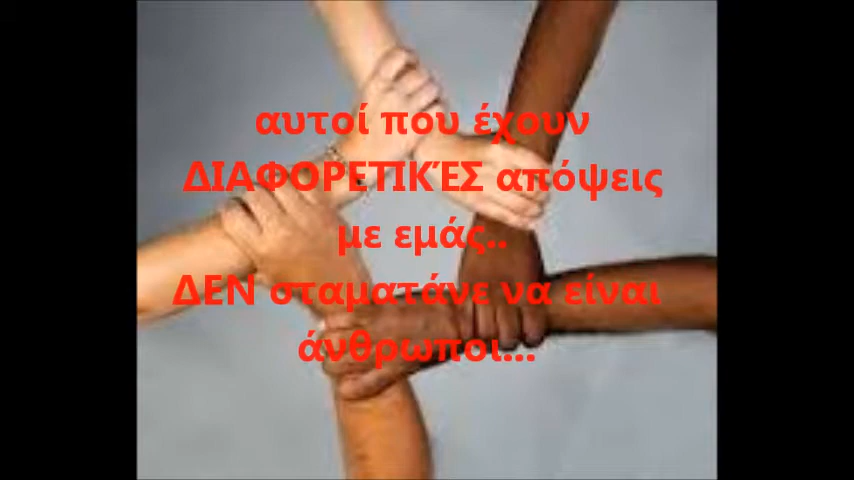 αυτοί που έχουν
ΔΙΑΦΟΡΕΤΙΚΈΣ απόψεις
με εμάς..
ΔΕΝ σταματάνε να είναι
άνθρωποι...